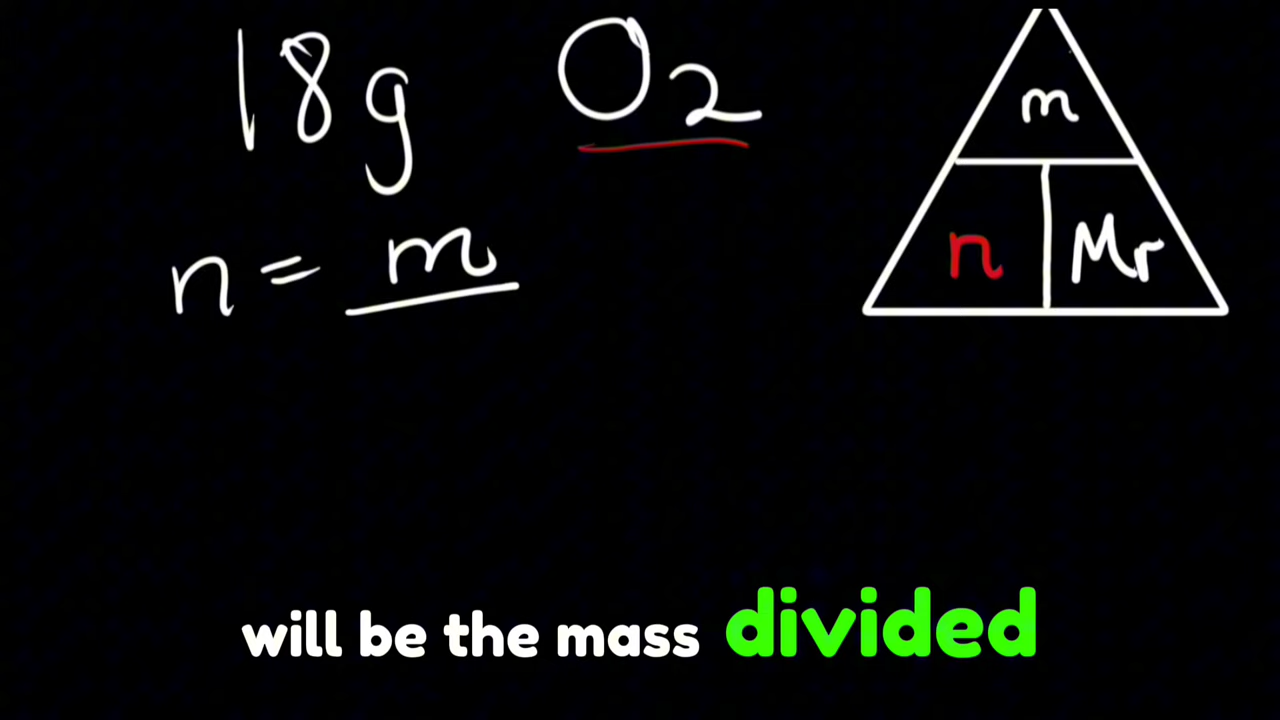 18g O₂
n = m
m
n Mr
will be the mass divided